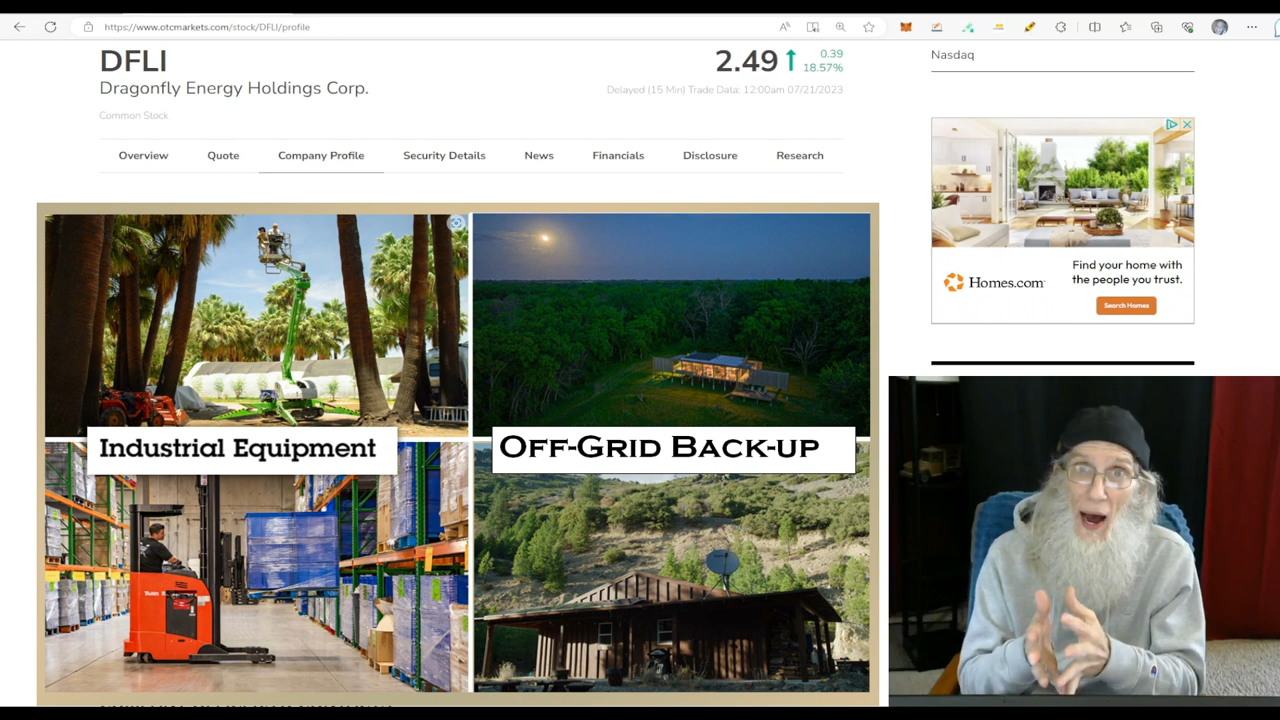 https://www.otcmarkets.com/stock/DFLI/profile
DFLI
2.49
0.39
18.57%
Dragonfly Energy Holdings Corp.
Delayed (15 Min) Trade Data: 12:00am 07/21/2023
Common Stock
Overview
Quote
Company Profile
Security Details
News
Financials
Disclosure
Research
Nasdaq
Industrial Equipment
Off-Grid Back-up
Homes.com
Find your home with
the people you trust.
Search Homes